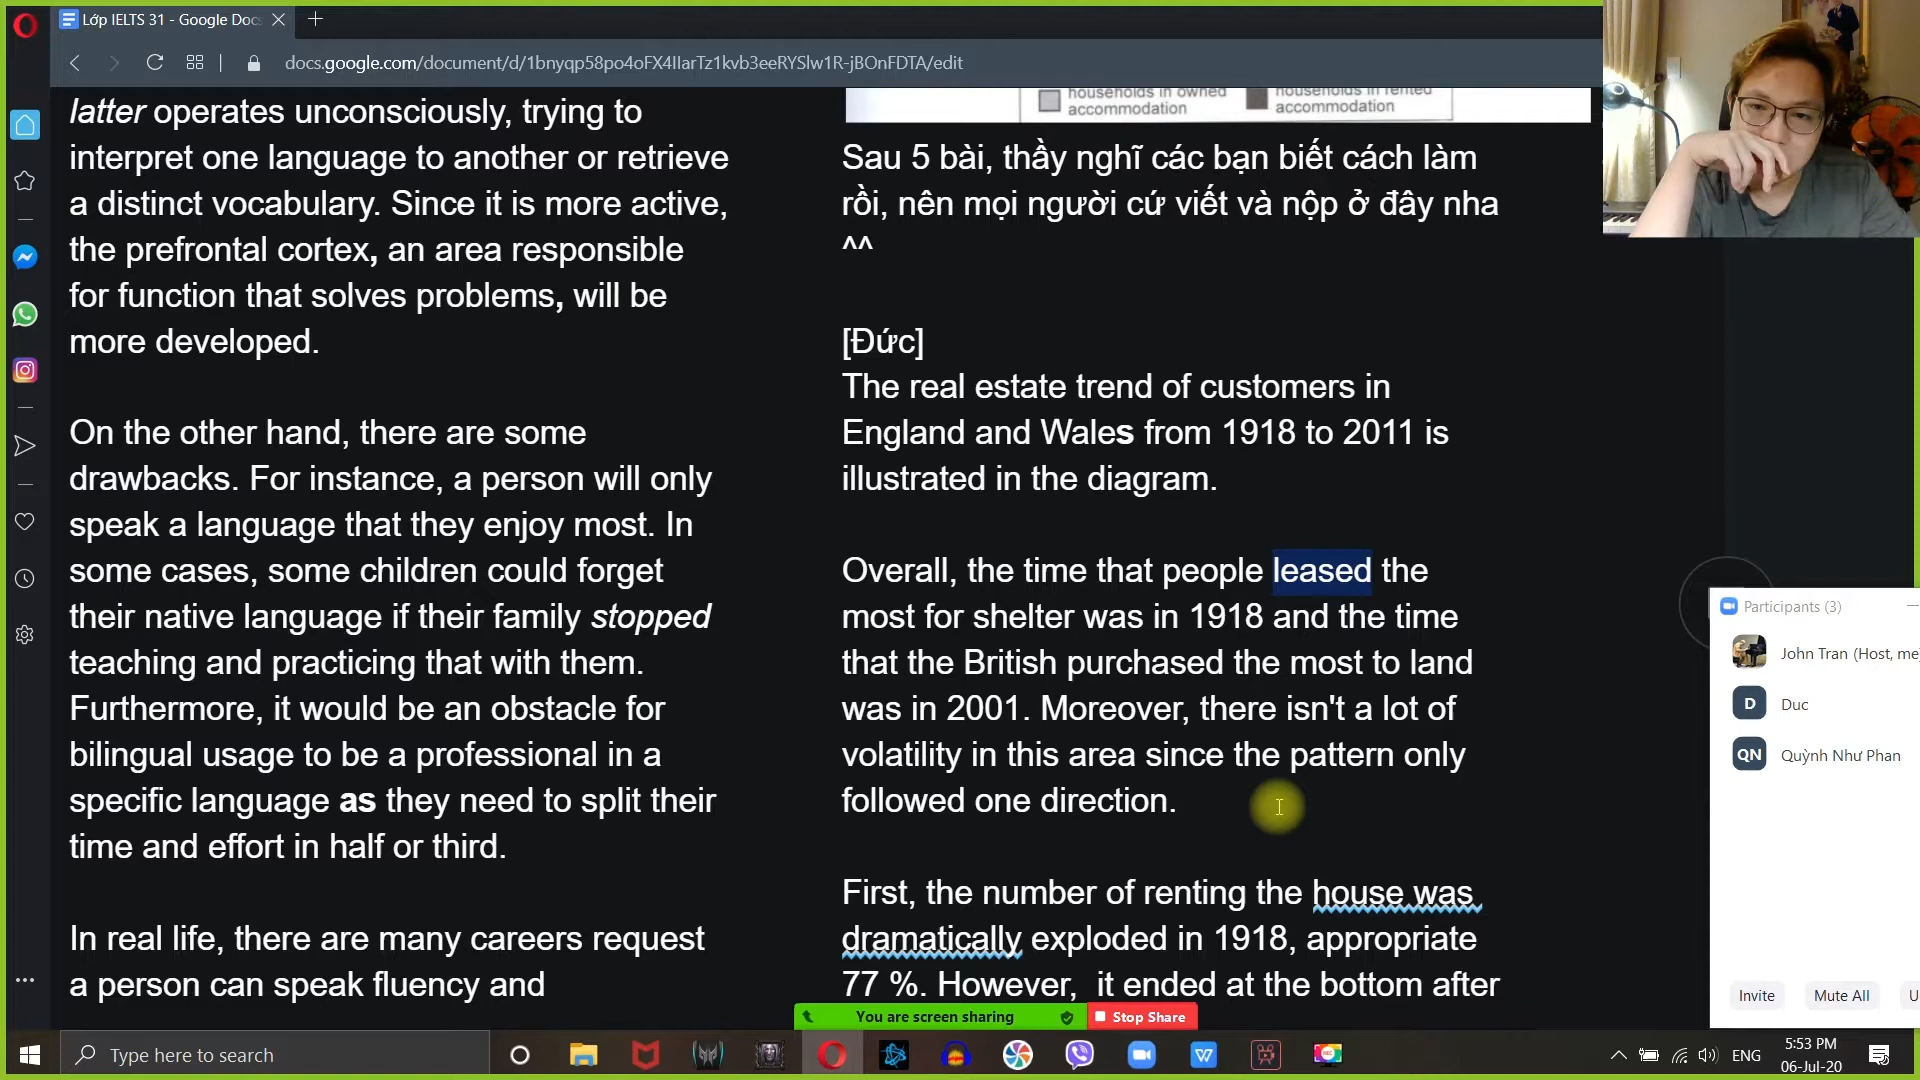 Lớp IELTS 31 - Google Doc
docs.google.com/document/d/1bnyqp58po4oFX4IIarTz1kvb3eeRYSlw1R-jBOnFDTA/edit
latter operates unconsciously, trying to
interpret one language to another or retrieve
a distinct vocabulary. Since it is more active,
the prefrontal cortex, an area responsible
for function that solves problems, will be
more developed.
On the other hand, there are some
drawbacks. For instance, a person will only
speak a language that they enjoy most. In
some cases, some children could forget
their native language if their family stopped
teaching and practicing that with them.
Furthermore, it would be an obstacle for
bilingual usage to be a professional in a
specific language as they need to split their
time and effort in half or third.
In real life, there are many careers request
a person can speak fluency and
households in owned
accommodation
households in rented
accommodation
Sau 5 bài, thầy nghĩ các bạn biết cách làm
rồi, nên mọi người cứ viết và nộp ở đây nha
^^
[Đức]
The real estate trend of customers in
England and Wales from 1918 to 2011 is
illustrated in the diagram.
Overall, the time that people leased the
most for shelter was in 1918 and the time
that the British purchased the most to land
was in 2001. Moreover, there isn't a lot of
volatility in this area since the pattern only
followed one direction.
First, the number of renting the house was
dramatically exploded in 1918, appropriate
77 %. However,  it ended at the bottom after
Participants (3)
John Tran (Host, me
D
Duc
QN
Quỳnh Như Phan
Invite
Mute All
U
You are screen sharing
Stop Share
Type here to search
ENG
5:53 PM
06-Jul-20